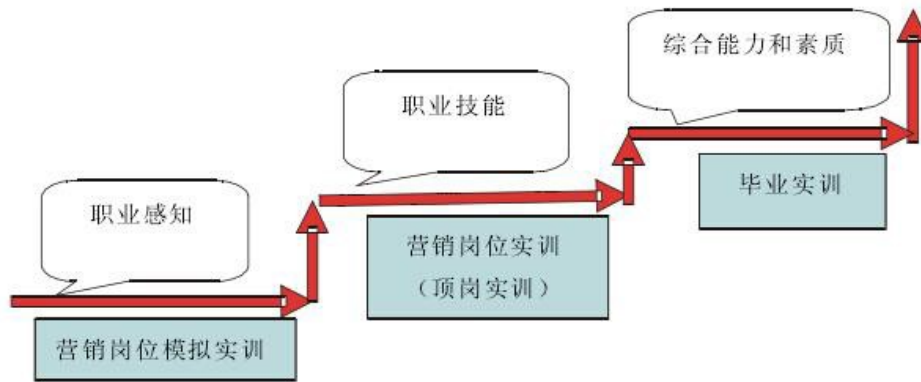 综合能力和素质
职业技能
毕业实训
职业感知
营销岗位实训
（顶岗实训）
营销岗位模拟实训